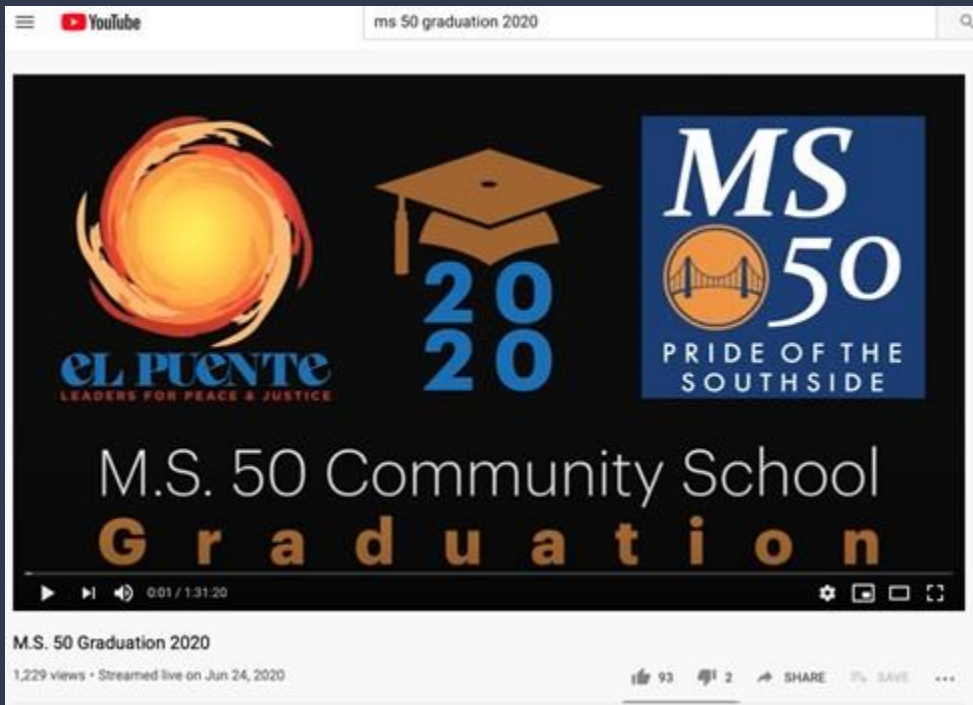 YouTube
ms 50 graduation 2020
EL PUENTE
LEADERS FOR PEACE & JUSTICE
20
20
MS
50
PRIDE OF THE
SOUTHSIDE
M.S. 50 Community School
Graduation
0:01 / 1:31:20
M.S. 50 Graduation 2020
1,229 views • Streamed live on Jun 24, 2020
93 2 SHARE SAVE